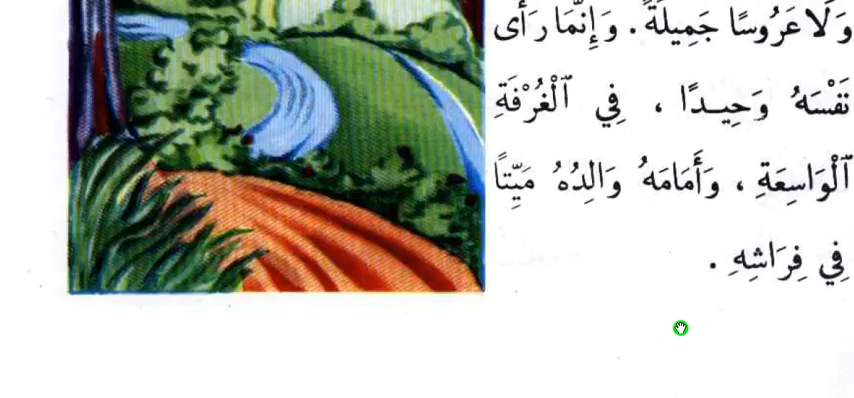 وَلَا عَرُوسًا جَمِيلَةً . وَإِنَّمَا رَأَى
نَفْسَهُ وَحِيدًا ، فِي ٱلْغُرْفَةِ
ٱلْوَاسِعَةِ ، وَأَمَامَهُ وَالِدُهُ مَيِّتًا
فِي فِرَاشِهِ .